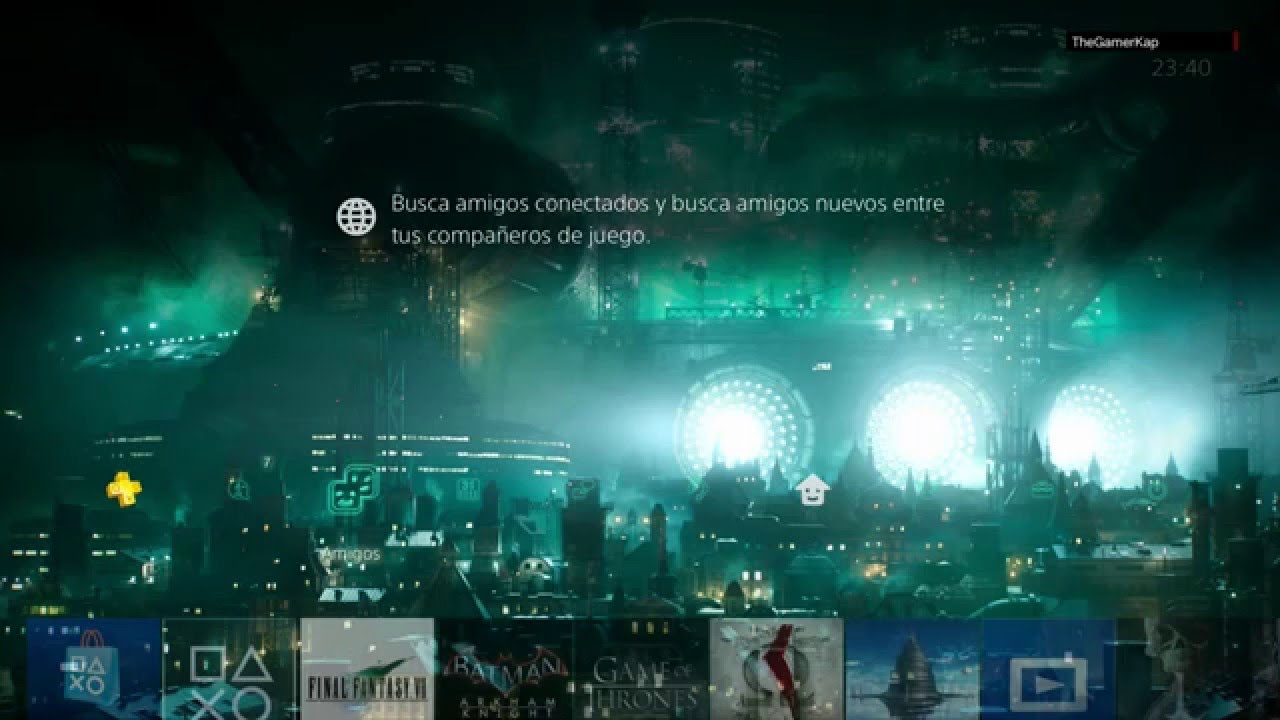 TheGamerKap
23:40
Busca amigos conectados y busca amigos nuevos entre
tus compañeros de juego.
7
Amigos
FINAL FANTASY VII
BATMAN
ARKHAM
KNIGHT
GAME OF
THRONES